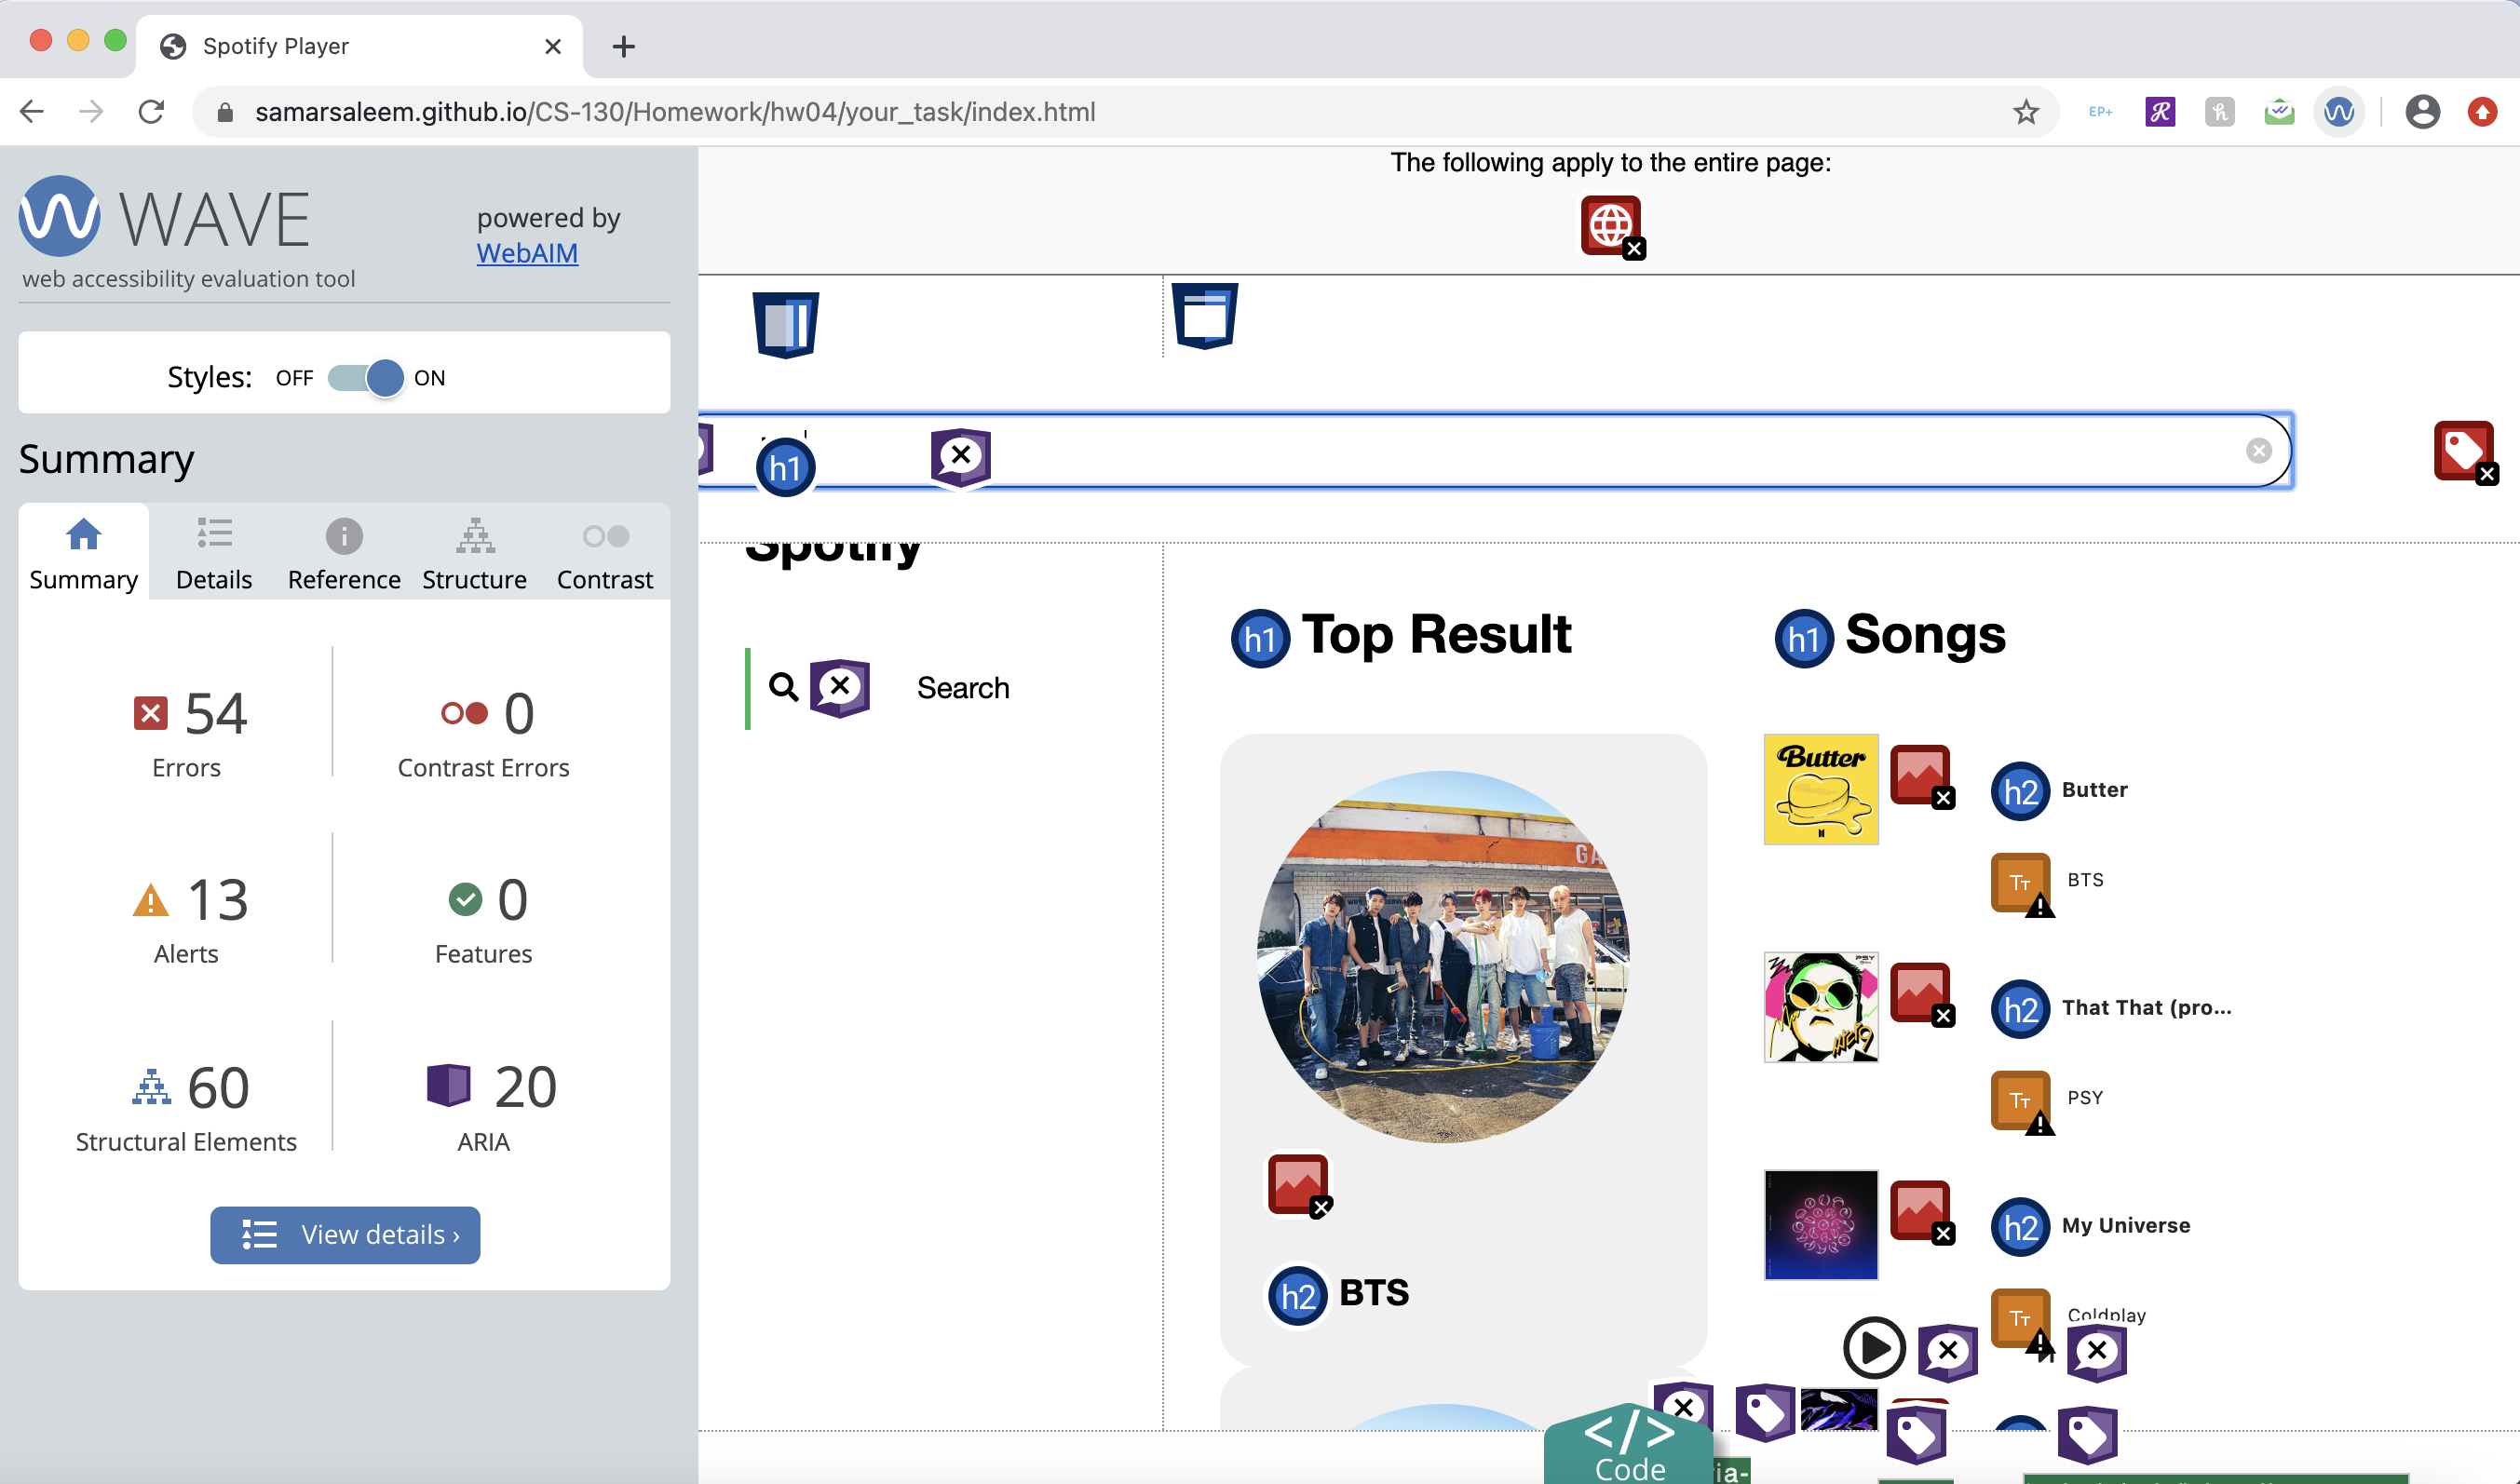 Spotify Player
samarsaleem.github.io/CS-130/Homework/hw04/your_task/index.html
EP+
WAVE
powered by
WebAIM
web accessibility evaluation tool
Styles: OFF ON
Summary
Summary Details Reference Structure Contrast
54
Errors
0
Contrast Errors
13
Alerts
0
Features
60
Structural Elements
20
ARIA
View details ›
The following apply to the entire page:
h1
Spotify
Search
h1 Top Result
h2 BTS
h1 Songs
Butter
h2 Butter
Tт BTS
PSY
h2 That That (pro...
Tт PSY
h2 My Universe
Tт Coldplay
</> Code
ria-